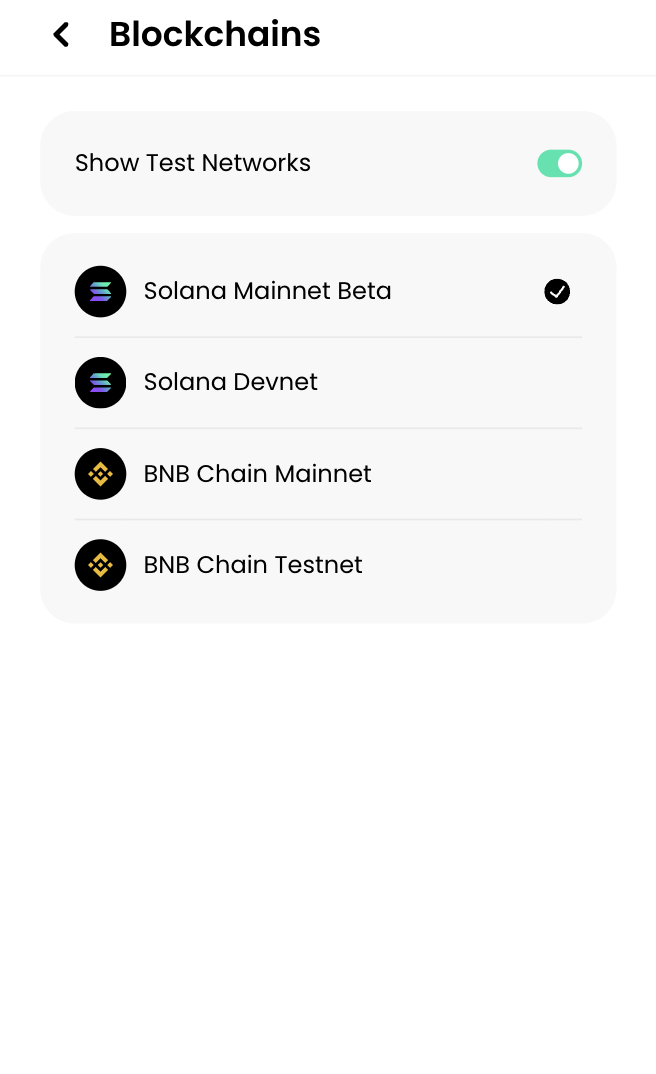 Blockchains
Show Test Networks
Solana Mainnet Beta
Solana Devnet
BNB Chain Mainnet
BNB Chain Testnet